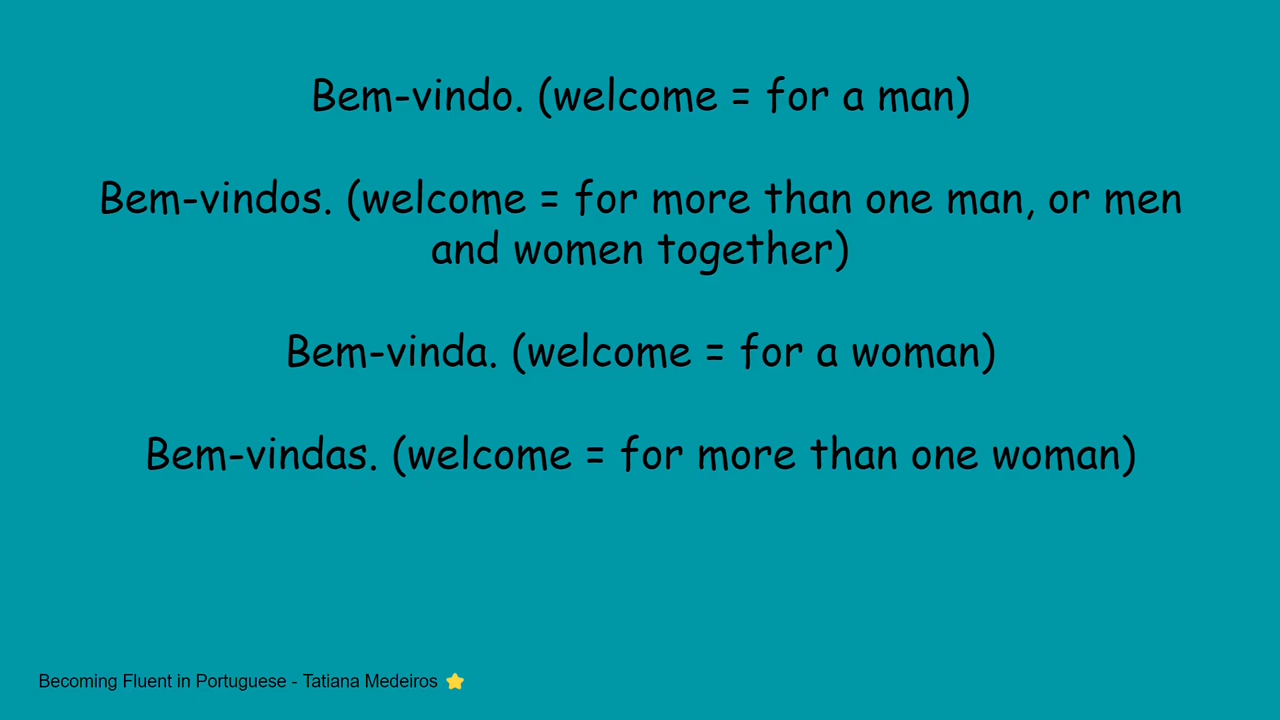 Bem-vindo. (welcome = for a man)
Bem-vindos. (welcome = for more than one man, or men
and women together)
Bem-vinda. (welcome = for a woman)
Bem-vindas. (welcome = for more than one woman)
Becoming Fluent in Portuguese - Tatiana Medeiros ⭐